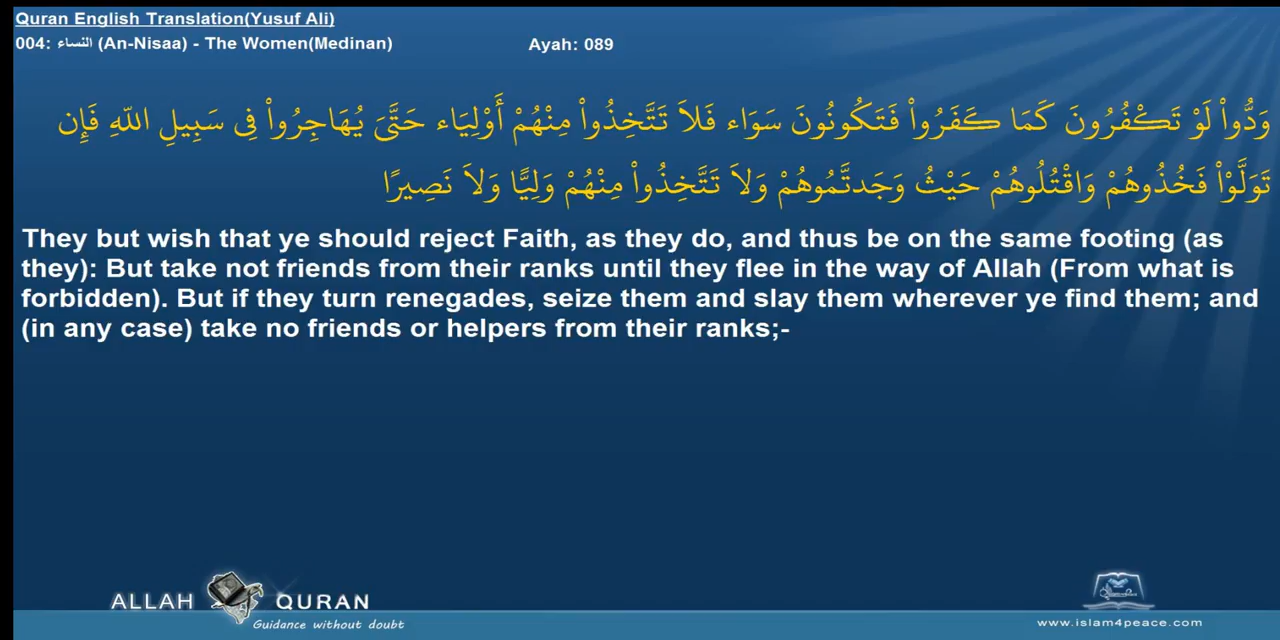 Quran English Translation(Yusuf Ali)
004: النساء (An-Nisaa) - The Women(Medinan) Ayah: 089
وَدُّواْ لَوْ تَكْفُرُونَ كَمَا كَفَرُواْ فَتَكُونُونَ سَوَاء فَلاَ تَتَّخِذُواْ مِنْهُمْ أَوْلِيَاء حَتَّىَ يُهَاجِرُواْ فِى سَبِيلِ اللّهِ فَإِن
تَوَلَّوْاْ فَخُذُوهُمْ وَاقْتُلُوهُمْ حَيْثُ وَجَدتَّمُوهُمْ وَلاَ تَتَّخِذُواْ مِنْهُمْ وَلِيًّا وَلاَ نَصِيرًا
They but wish that ye should reject Faith, as they do, and thus be on the same footing (as
they): But take not friends from their ranks until they flee in the way of Allah (From what is
forbidden). But if they turn renegades, seize them and slay them wherever ye find them; and
(in any case) take no friends or helpers from their ranks;-
ALLAH QURAN
Guidance without doubt
www.islam4peace.com